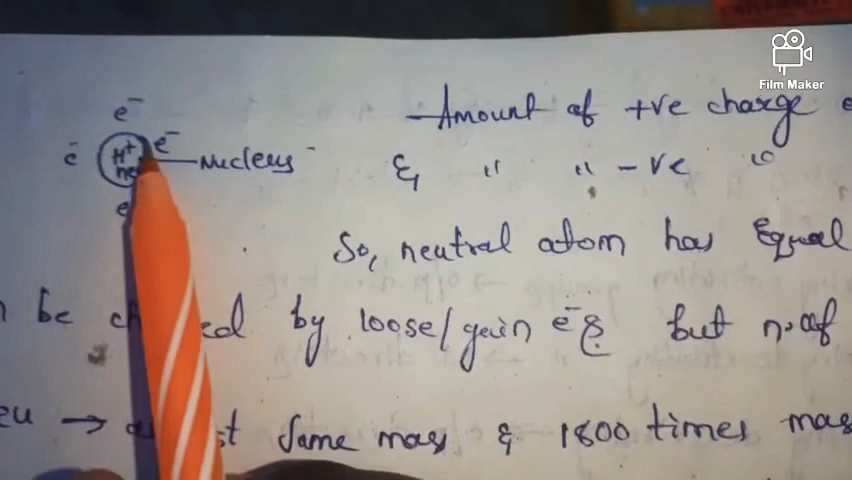 Film Maker
e⁻
Amount of +ve charge
e⁻
e⁻
H⁺
Nucleus
&, " " -ve "
So, neutral atom has Equal
be by loose/gain e⁻s but n. of
→ same mass & 1800 times mass